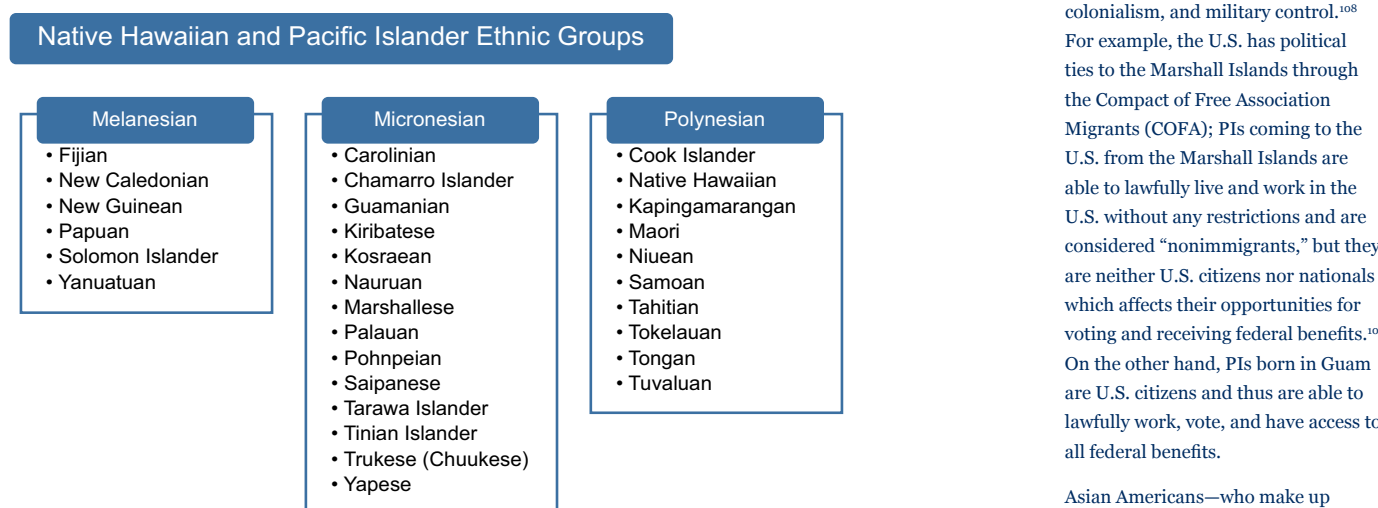 Native Hawaiian and Pacific Islander Ethnic Groups
Melanesian
• Fijian
• New Caledonian
• New Guinean
• Papuan
• Solomon Islander
• Yanuatuan
Micronesian
• Carolinian
• Chamarro Islander
• Guamanian
• Kiribatese
• Kosraean
• Nauruan
• Marshallese
• Palauan
• Pohnpeian
• Saipanese
• Tarawa Islander
• Tinian Islander
• Trukese (Chuukese)
• Yapese
Polynesian
• Cook Islander
• Native Hawaiian
• Kapingamarangan
• Maori
• Niuean
• Samoan
• Tahitian
• Tokelauan
• Tongan
• Tuvaluan
colonialism, and military control.¹⁰⁸
For example, the U.S. has political
ties to the Marshall Islands through
the Compact of Free Association
Migrants (COFA); PIs coming to the
U.S. from the Marshall Islands are
able to lawfully live and work in the
U.S. without any restrictions and are
considered “nonimmigrants,” but they
are neither U.S. citizens nor nationals
which affects their opportunities for
voting and receiving federal benefits.¹⁰
On the other hand, PIs born in Guam
are U.S. citizens and thus are able to
lawfully work, vote, and have access to
all federal benefits.
Asian Americans—who make up